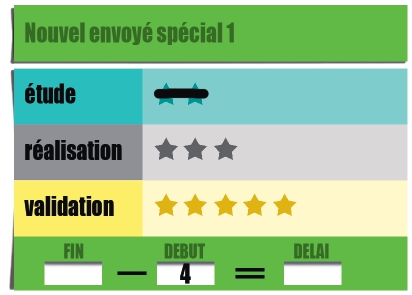 Nouvel envoyé spécial 1
étude
réalisation
validation
FIN DEBUT DELAI
— 4 =